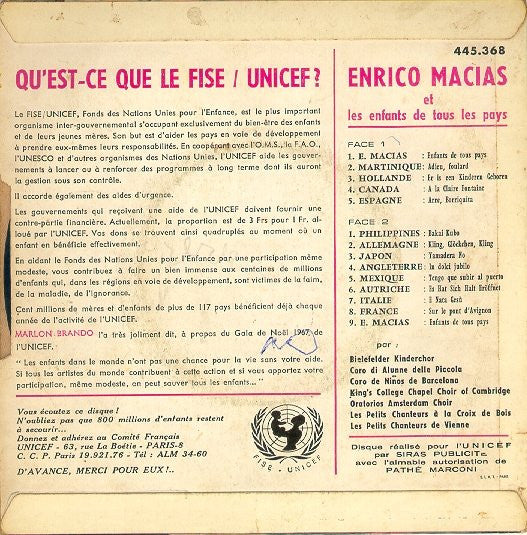 445.368
QU'EST-CE QUE LE FISE / UNICEF?
Le FISE/UNICEF, Fonds des Nations Unies pour l'Enfance, est le plus important
organisme inter-gouvernemental s'occupant exclusivement du bien-être des enfants
et de leurs jeunes mères. Son but est d'aider les pays en voie de développement
à prendre eux-mêmes leurs responsabilités. En coopérant avec l'O.M.S., la F.A.O.,
l'UNESCO et d'autres organismes des Nations Unies, l'UNICEF aide les gouver-
nements à lancer ou à renforcer des programmes à long terme dont ils auront
la gestion sous son contrôle.
Il accorde également des aides d'urgence.
Les gouvernements qui reçoivent une aide de l'UNICEF doivent fournir une
contre-partie financière. Actuellement, la proportion est de 3 Frs pour 1 Fr. al-
loué par l'UNICEF. Vos dons se trouvent ainsi quadruplés au moment où un
enfant en bénéficie effectivement.
En aidant le Fonds des Nations Unies pour l'Enfance par une participation même
modeste, vous contribuez à faire un bien immense aux centaines de millions
d'enfants qui, dans les régions en voie de développement, sont victimes de la faim,
de la maladie, de l'ignorance.
Cent millions de mères et d'enfants de plus de 117 pays bénéficient déjà chaque
année de l'activité de l'UNICEF.
MARLON BRANDO l'a très joliment dit, à propos du Gala de Noël 1967, de
l'UNICEF.
" Les enfants dans le monde n'ont pas une chance pour la vie sans votre aide.
Si tous les artistes du monde contribuent à cette action et si vous apportez votre
participation, même modeste, on peut sauver tous les enfants... "
Vous écoutez ce disque !
N'oubliez pas que 800 millions d'enfants restent
à secourir...
Donnez et adhérez au Comité Français
UNICEF - 63, rue La Boëtie - PARIS-8
C. C. P. Paris 19.921.76 - Tél : ALM 34-60
D'AVANCE, MERCI POUR EUX!..
FISE - UNICEF
ENRICO MACIAS
et
les enfants de tous les pays
FACE 1
1. E. MACIAS : Enfants de tous pays
2. MARTINIQUE : Adieu, foulard
3. HOLLANDE : Er is een Kinderen Geboren
4. CANADA : A la Claire Fontaine
5. ESPAGNE : Arre, Borriquita
FACE 2
1. PHILIPPINES : Bakai Kubo
2. ALLEMAGNE : Kling, Glöckchen, Kling
3. JAPON : Yamadera No
4. ANGLETERRE : In dolci jubilo
5. MEXIQUE : Tengo que subir al puerto
6. AUTRICHE : Es Hat Sich Halt Eröffnet
7. ITALIE : E Nata Gesù
8. FRANCE : Sur le pont d'Avignon
9. E. MACIAS : Enfants de tous pays
par :
Bielefelder Kinderchor
Coro di Alunne delle Piccola
Coro de Niños de Barcelona
King's College Chapel Choir of Cambridge
Oratorios Amsterdam Choir
Les Petits Chanteurs à la Croix de Bois
Les Petits Chanteurs de Vienne
Disque réalisé pour l'UNICEF
par SIRAS PUBLICITE
avec l'aimable autorisation de
PATHÉ MARCONI